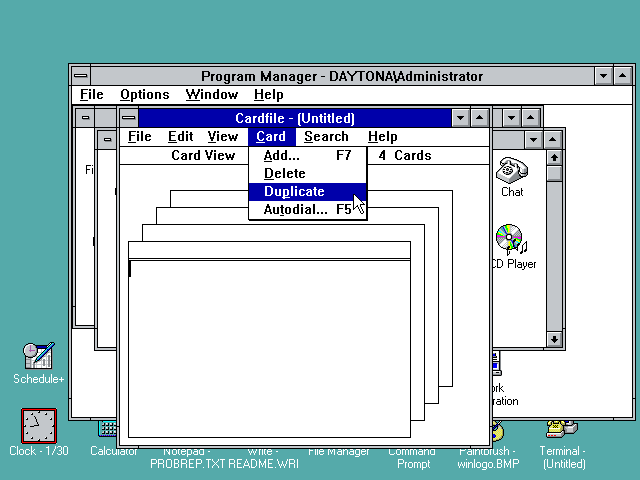 Program Manager - DAYTONA\Administrator
File Options Window Help
Cardfile - (Untitled)
File Edit View Card Search Help
Card View 4 Cards
Add... F7
Delete
Duplicate
Autodial... F5
Fi
Chat
CD Player
ork
ration
Schedule+
Clock - 1/30
Calculator
Notepad - PROBREP.TXT
Write - README.WRI
File Manager
Command Prompt
Paintbrush - winlogo.BMP
Terminal - (Untitled)